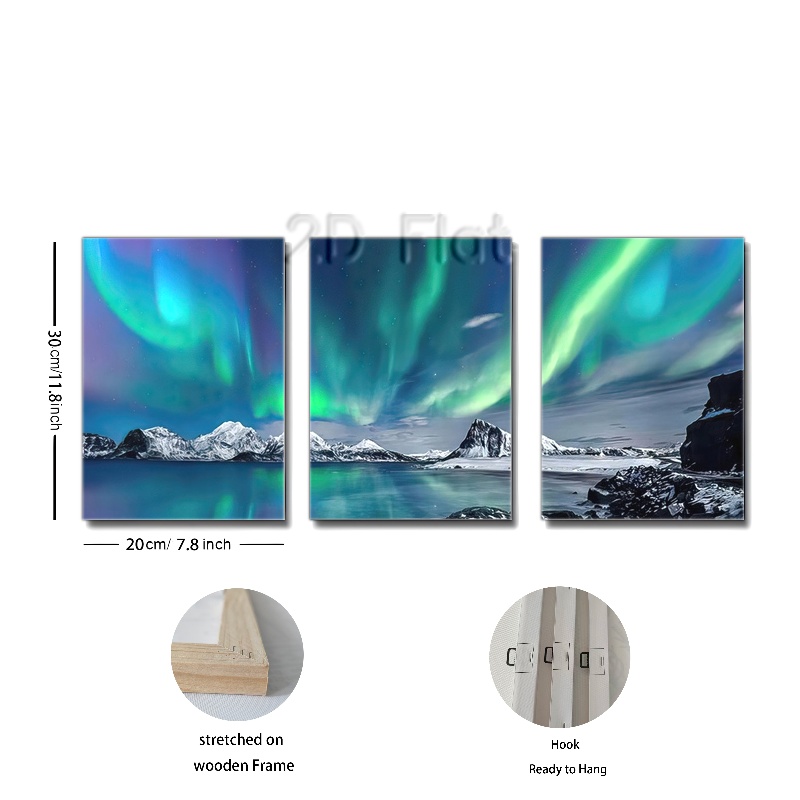 2D Flat
30cm/11.8inch
20cm/ 7.8 inch
stretched on
wooden Frame
Hook
Ready to Hang